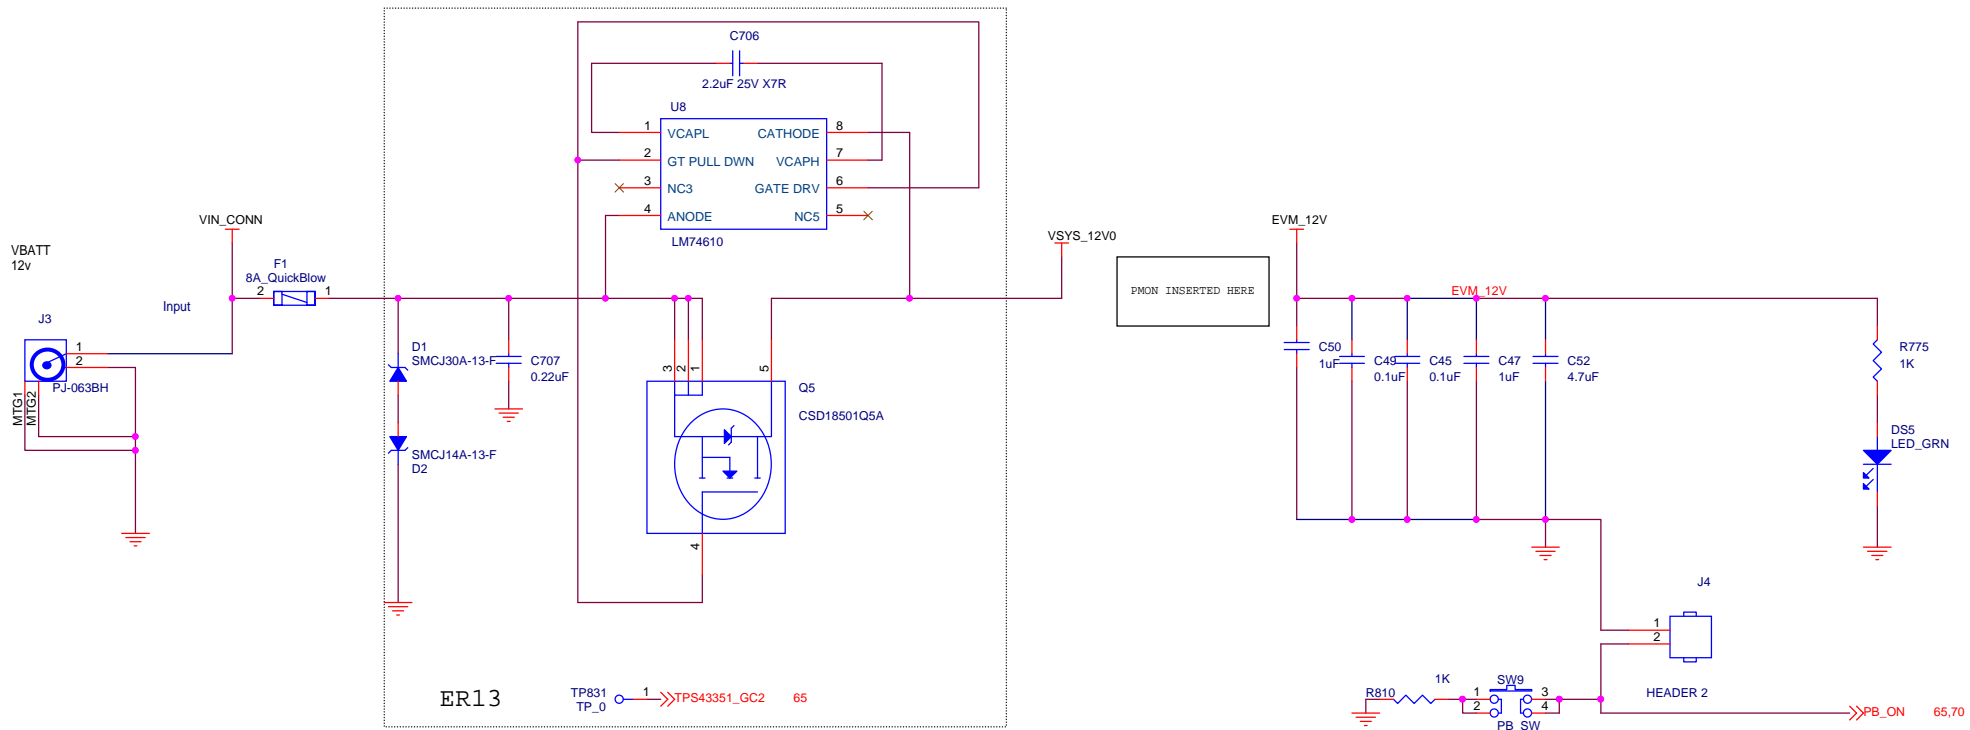 C706
2.2uF 25V X7R
U8
1 VCAPL CATHODE 8
2 GT PULL DWN VCAPH 7
3 NC3 GATE DRV 6
4 ANODE NC5 5
LM74610
VIN_CONN
VBATT
12v
F1
8A_QuickBlow
2 1
Input
J3
1
2
PJ-063BH
MTG1
MTG2
D1
SMCJ30A-13-F
SMCJ14A-13-F
D2
C707
0.22uF
3 2 1 5
Q5
CSD18501Q5A
4
VSYS_12V0
PMON INSERTED HERE
EVM_12V
EVM_12V
C50
1uF
C49
0.1uF
C45
0.1uF
C47
1uF
C52
4.7uF
R775
1K
DS5
LED_GRN
J4
1
2
HEADER 2
ER13
TP831
TP_0
1
TPS43351_GC2 65
R810
1K
SW9
1 3
2 4
PB SW
PB_ON 65,70